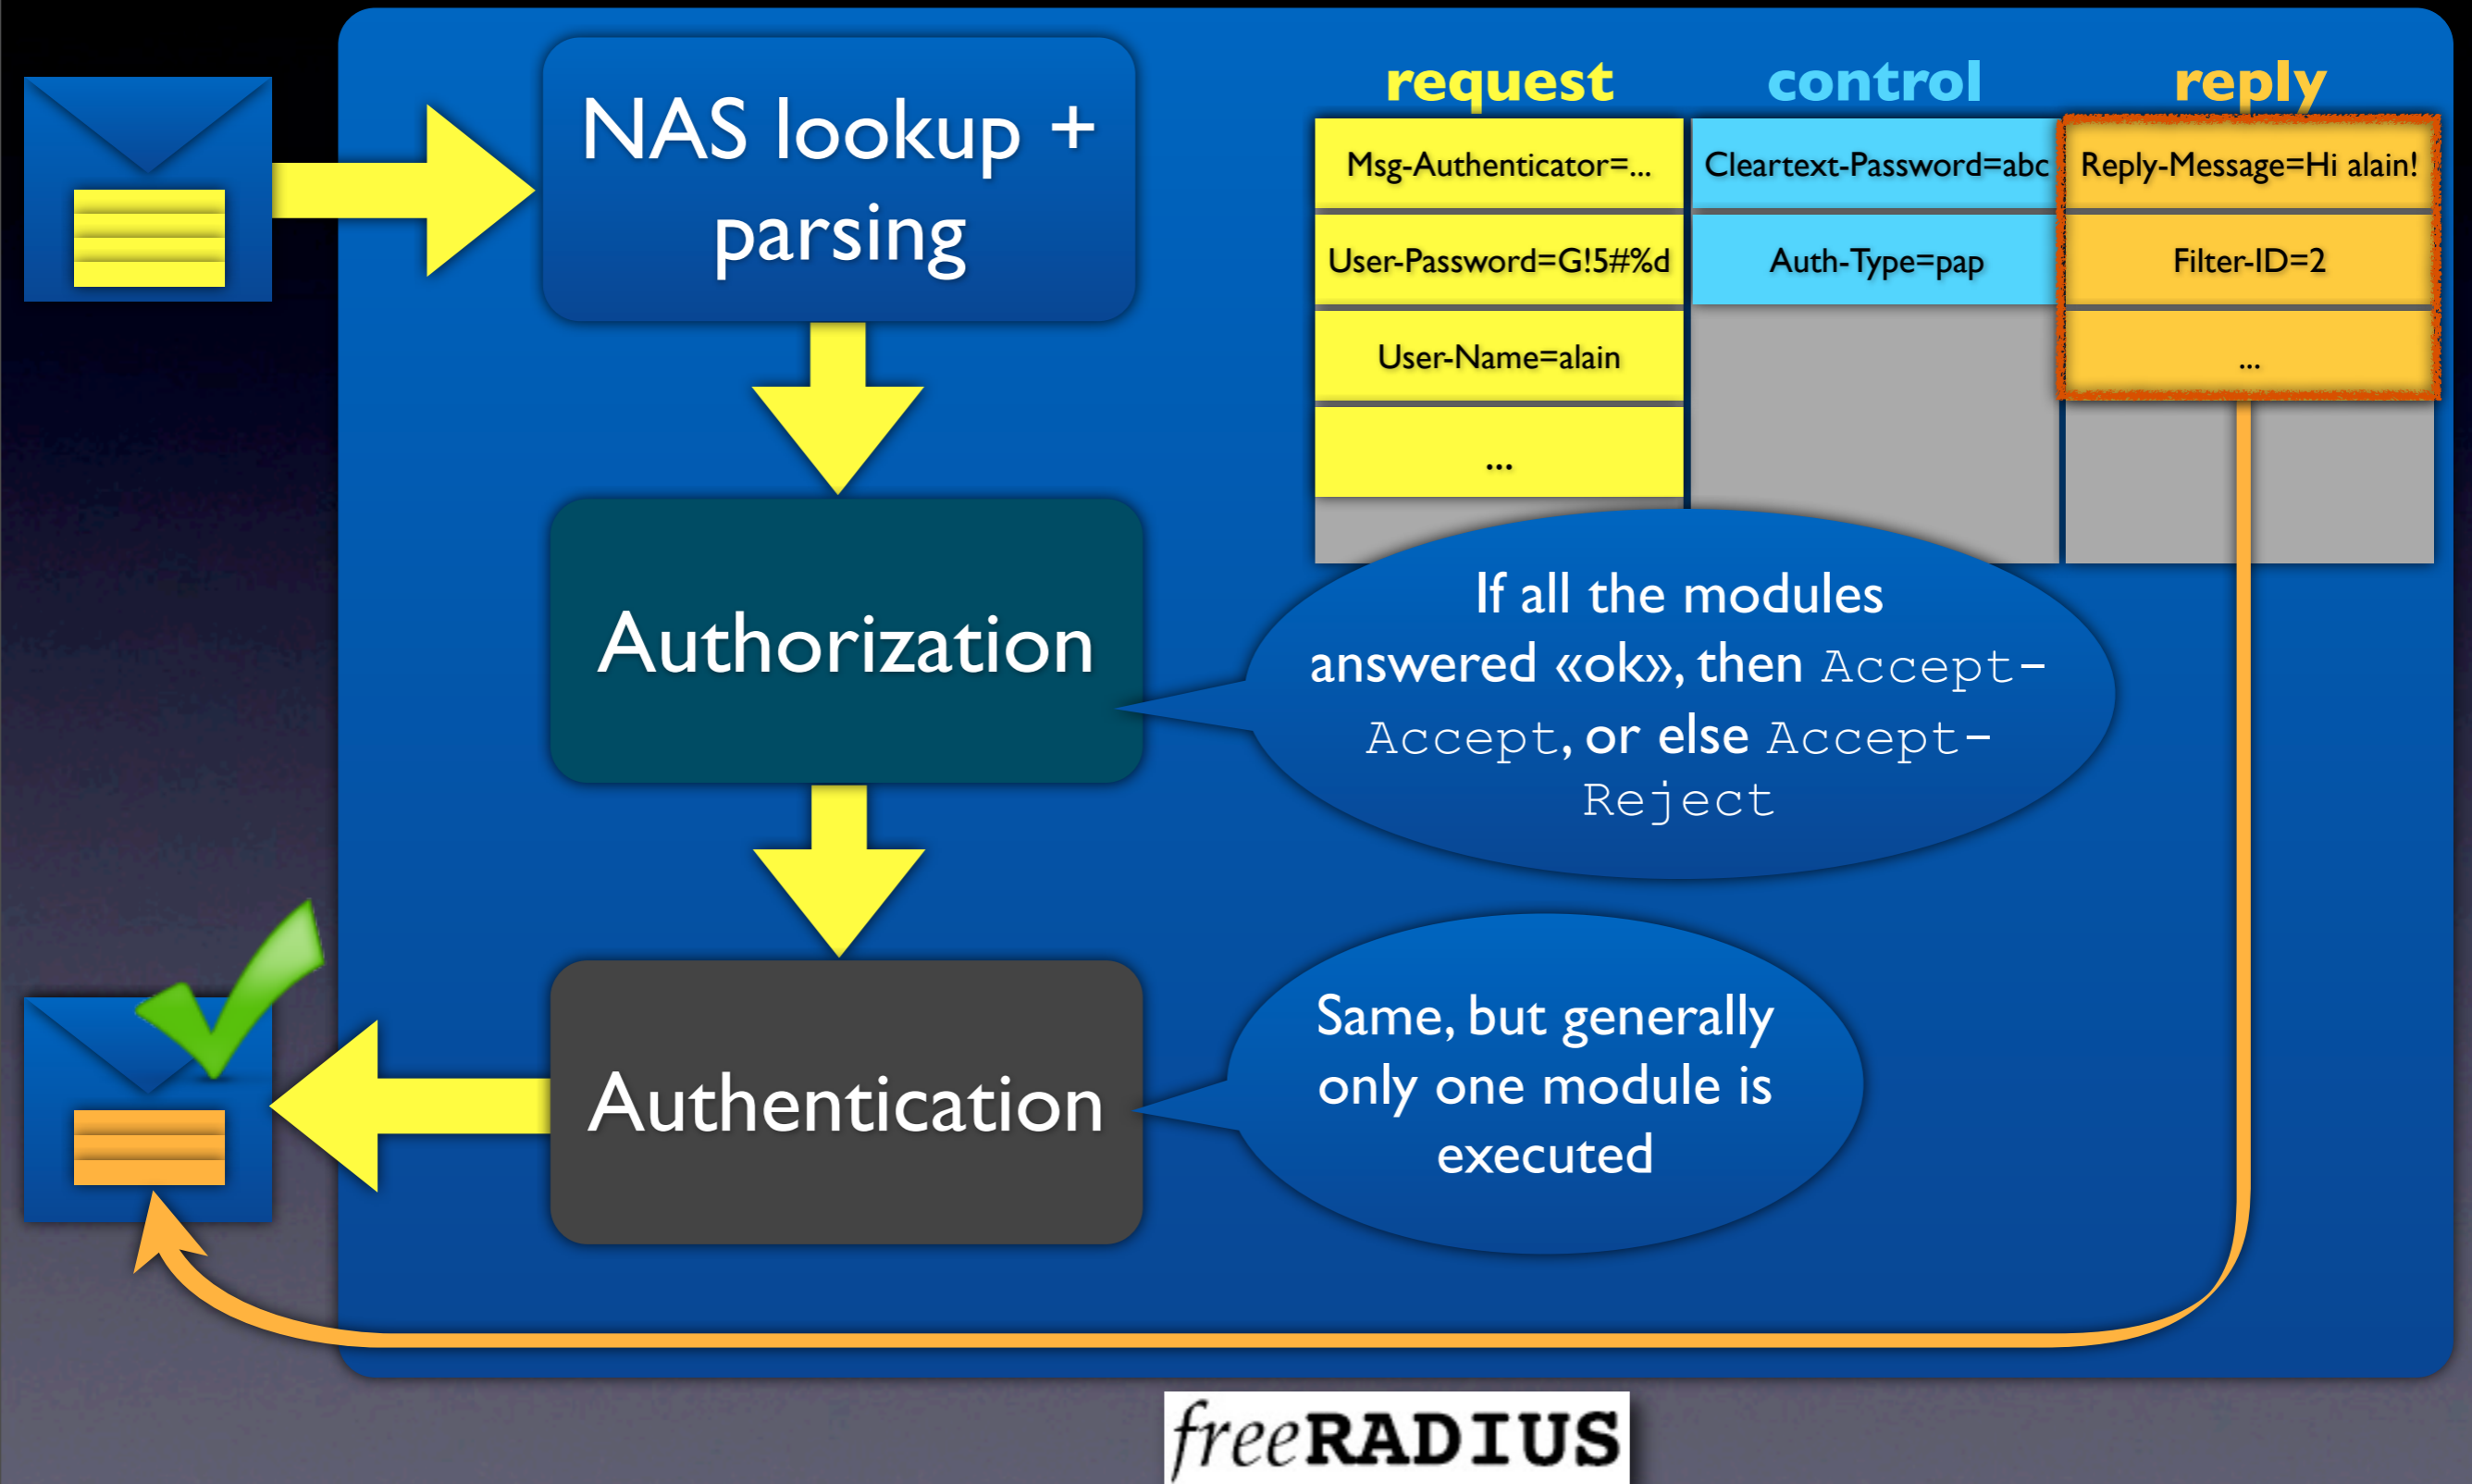 NAS lookup +
parsing
request
control
reply
Msg-Authenticator=...
Cleartext-Password=abc
Reply-Message=Hi alain!
User-Password=G!5#%d
Auth-Type=pap
Filter-ID=2
User-Name=alain
...
...
Authorization
If all the modules
answered «ok», then Accept-
Accept, or else Accept-
Reject
Authentication
Same, but generally
only one module is
executed
freeRADIUS